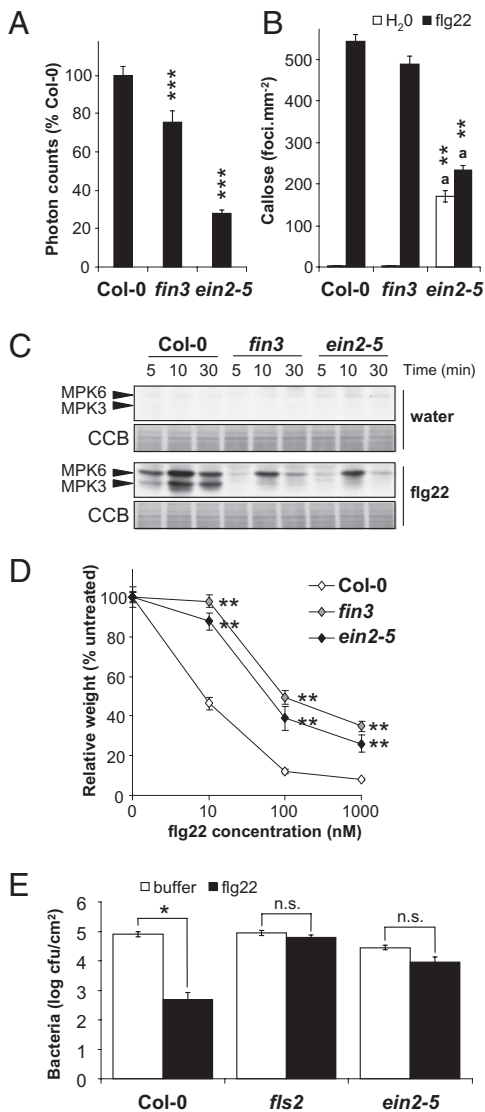 A
Photon counts (% Col-0)
120
100
80
60
40
20
0
***
***
Col-0 fin3 ein2-5
B
H20 flg22
Callose (foci.mm-2)
500
400
300
200
100
0
**
a
**
a
Col-0 fin3 ein2-5
C
Col-0 fin3 ein2-5
5 10 30 5 10 30 5 10 30 Time (min)
MPK6
MPK3
water
CCB
MPK6
MPK3
flg22
CCB
D
Relative weight (% untreated)
100
80
60
40
20
0
Col-0
fin3
ein2-5
**
**
**
**
**
**
0 10 100 1000
flg22 concentration (nM)
E
buffer flg22
Bacteria (log cfu/cm2)
6
5
4
3
2
1
0
*
n.s.
n.s.
Col-0 fls2 ein2-5